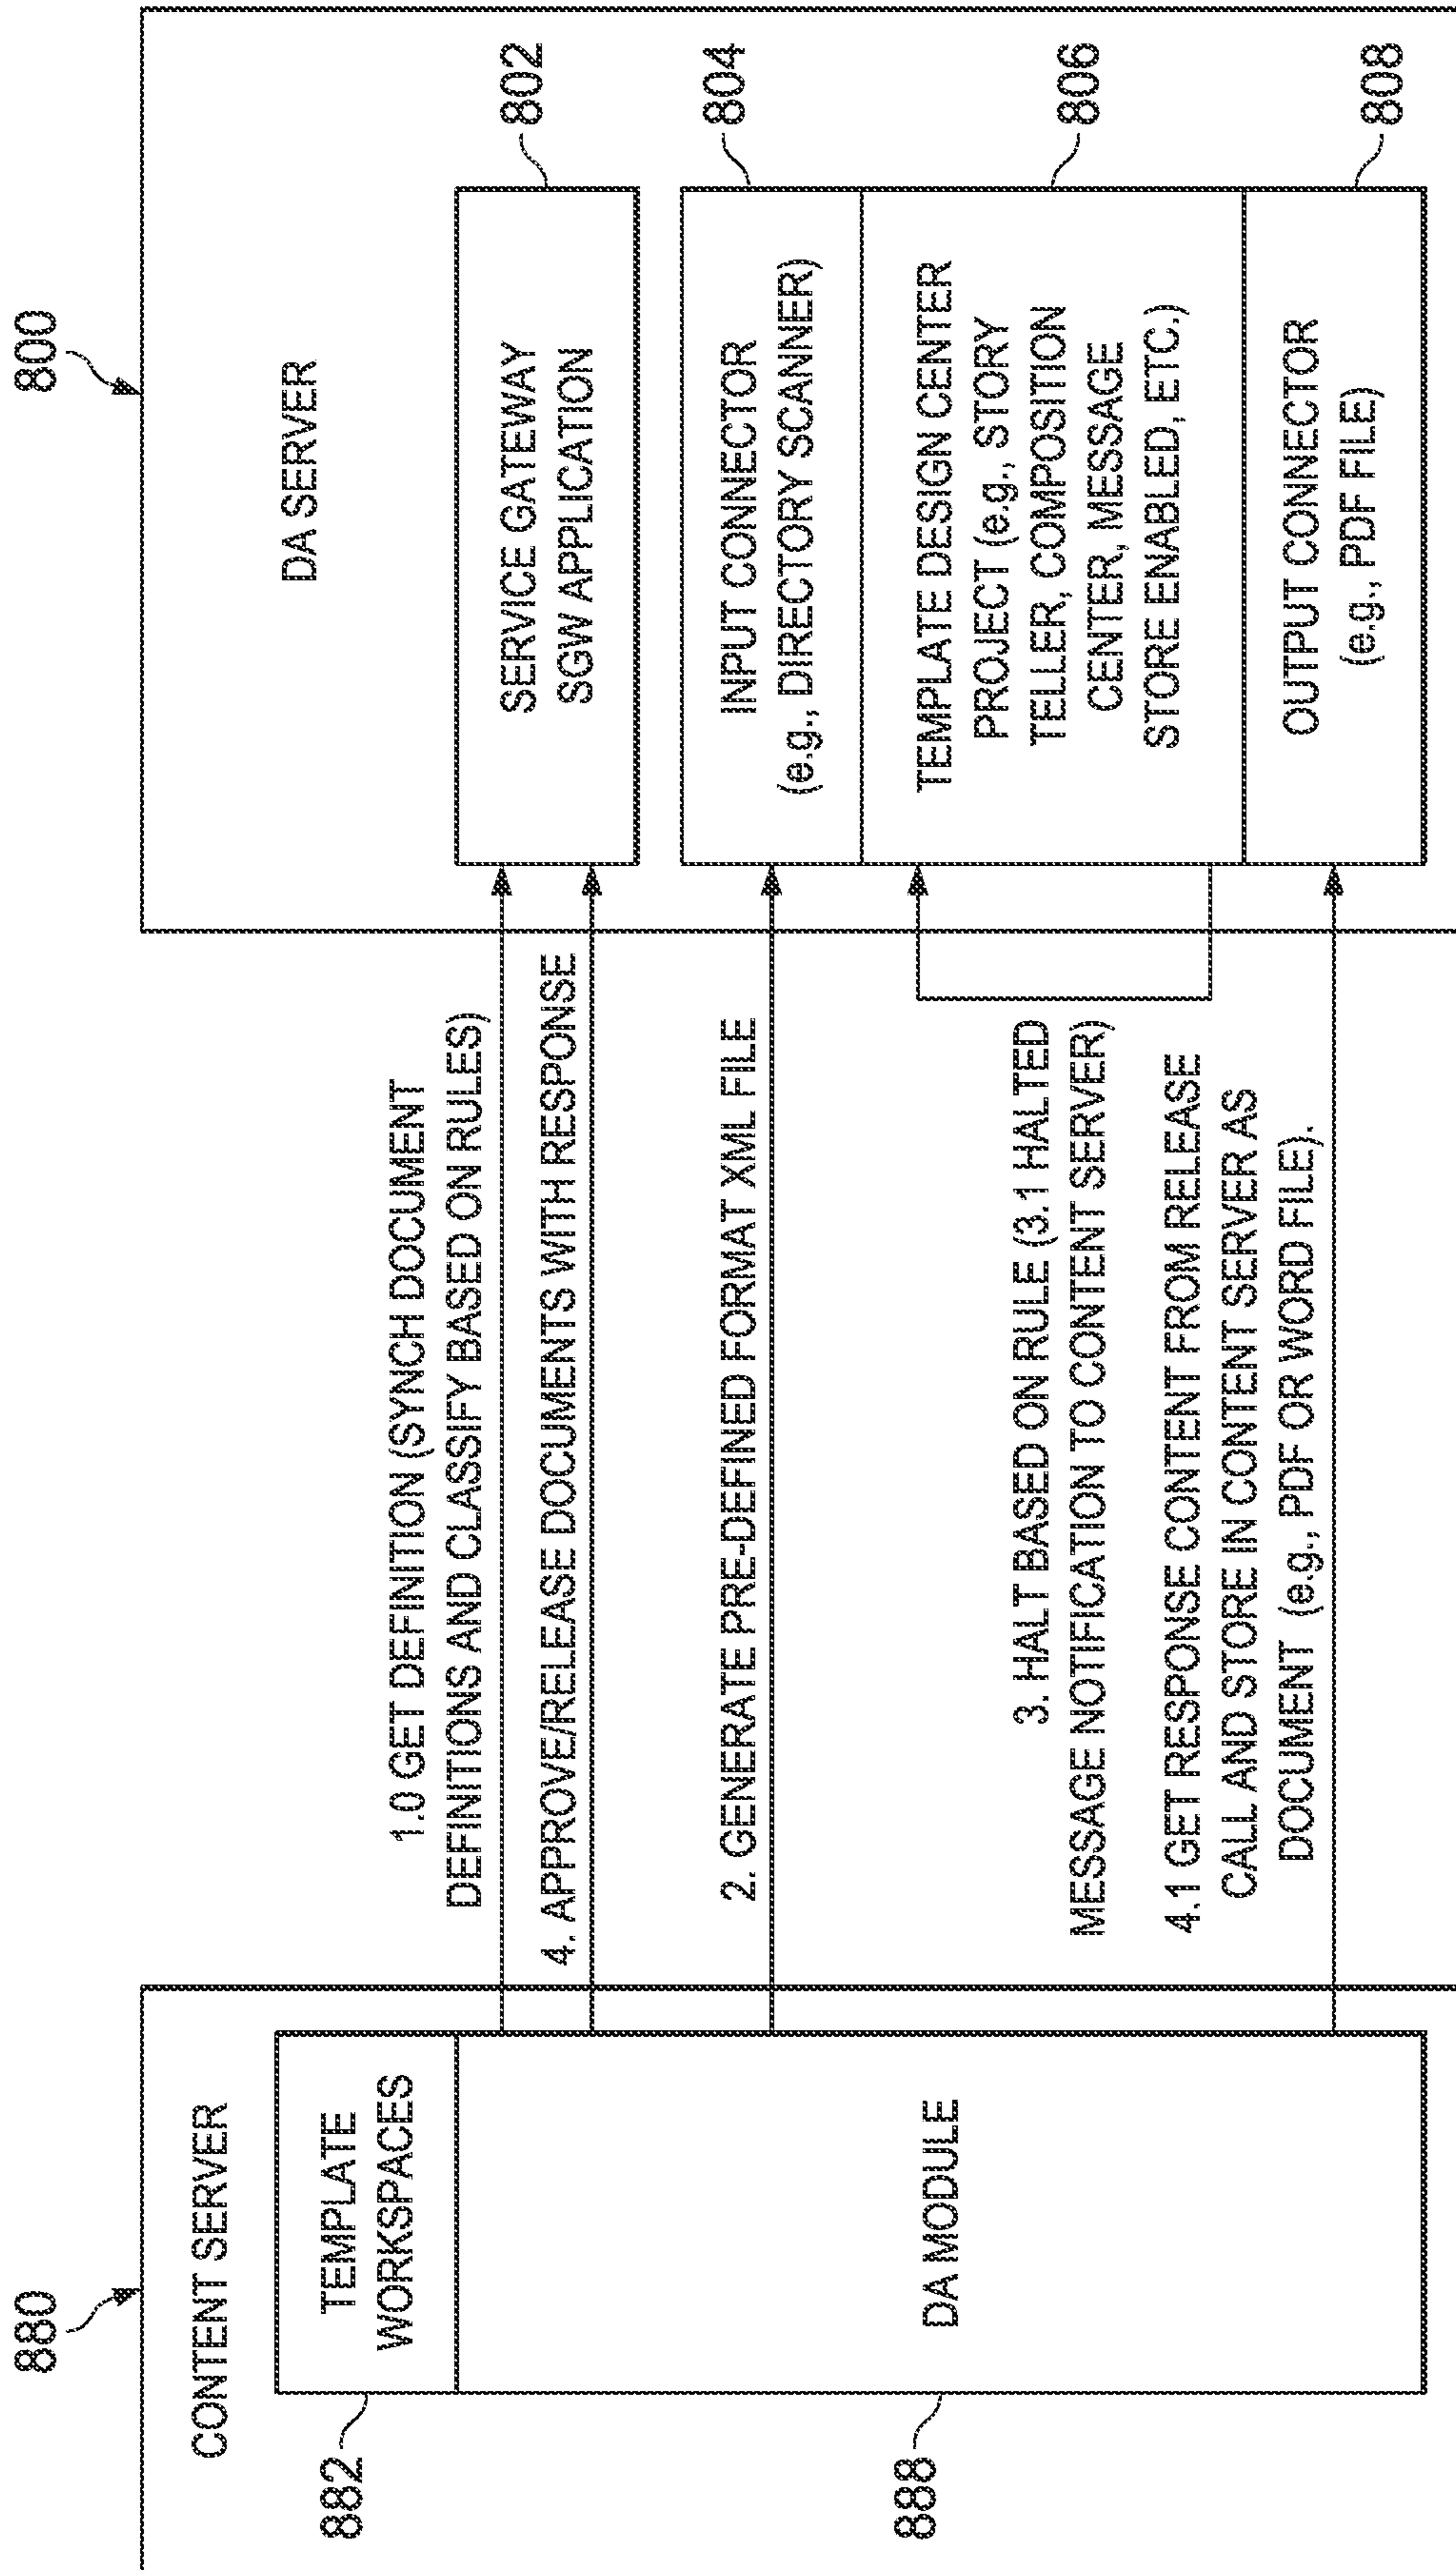 880
CONTENT SERVER
882
TEMPLATE
WORKSPACES
888
DA MODULE
1.0 GET DEFINITION (SYNCH DOCUMENT
DEFINITIONS AND CLASSIFY BASED ON RULES)
4. APPROVE/RELEASE DOCUMENTS WITH RESPONSE
2. GENERATE PRE-DEFINED FORMAT XML FILE
3. HALT BASED ON RULE (3.1 HALTED
MESSAGE NOTIFICATION TO CONTENT SERVER)
4.1 GET RESPONSE CONTENT FROM RELEASE
CALL AND STORE IN CONTENT SERVER AS
DOCUMENT (e.g., PDF OR WORD FILE).
800
DA SERVER
SERVICE GATEWAY
SGW APPLICATION
802
INPUT CONNECTOR
(e.g., DIRECTORY SCANNER)
804
TEMPLATE DESIGN CENTER
PROJECT (e.g., STORY
TELLER, COMPOSITION
CENTER, MESSAGE
STORE ENABLED, ETC.)
806
OUTPUT CONNECTOR
(e.g., PDF FILE)
808